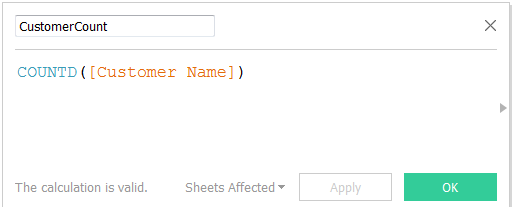 CustomerCount
COUNTD([Customer Name])
The calculation is valid. Sheets Affected Apply OK